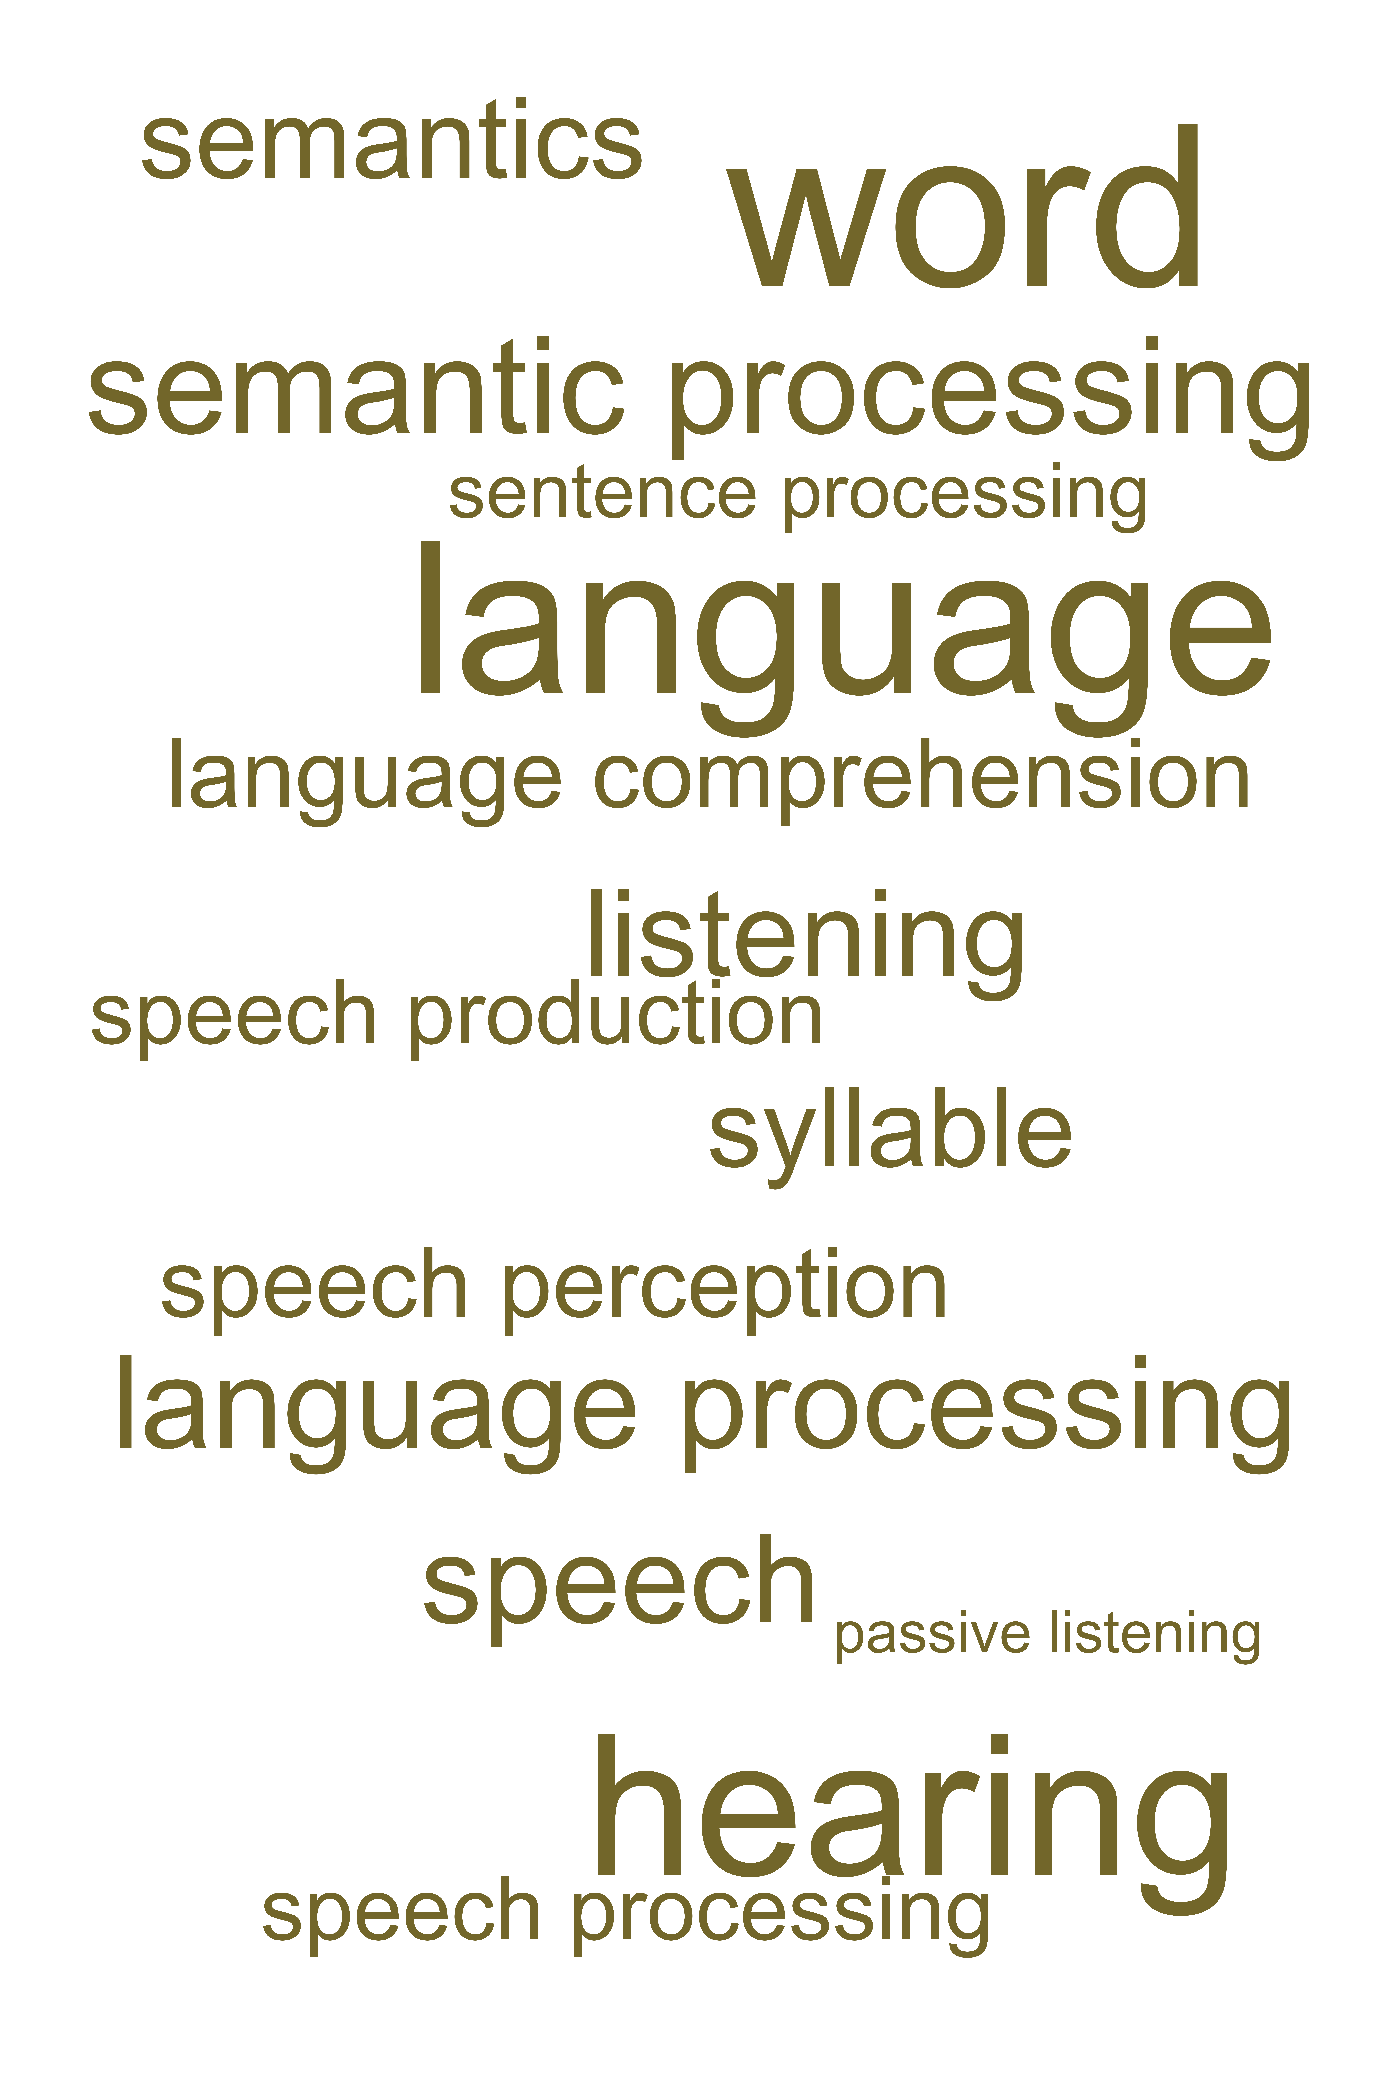 semantics
word
semantic processing
sentence processing
language
language comprehension
listening
speech production
syllable
speech perception
language processing
speech
passive listening
hearing
speech processing